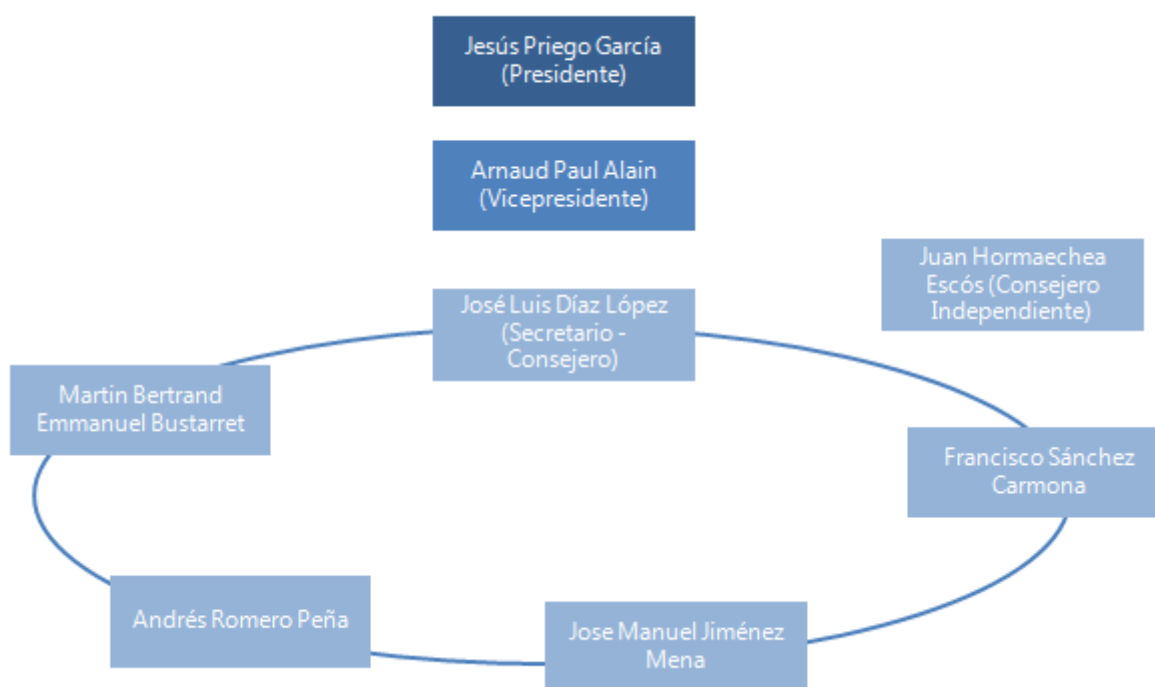 Jesús Priego García
(Presidente)
Arnaud Paul Alain
(Vicepresidente)
Juan Hormaechea
Escós (Consejero
Independiente)
José Luis Díaz López
(Secretario -
Consejero)
Martin Bertrand
Emmanuel Bustarret
Francisco Sánchez
Carmona
Andrés Romero Peña
Jose Manuel Jiménez
Mena